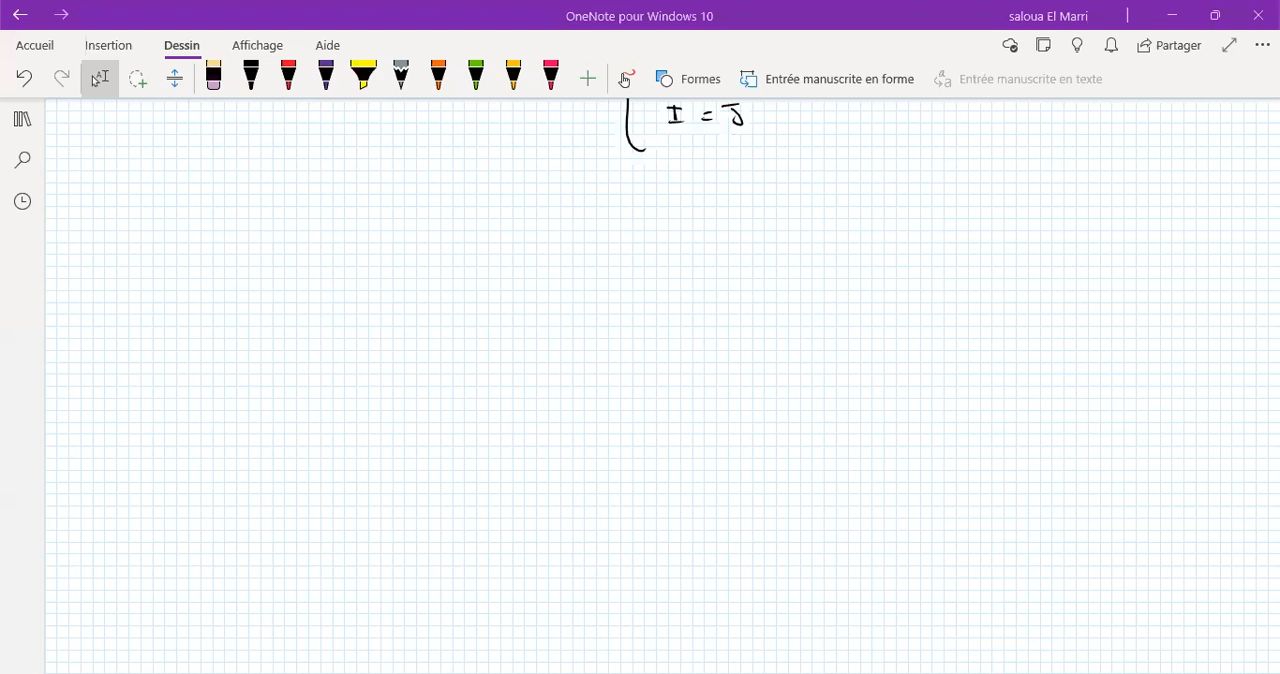 OneNote pour Windows 10
saloua El Marri
Accueil
Insertion
Dessin
Affichage
Aide
Partager
Formes
Entrée manuscrite en forme
Entrée manuscrite en texte
I = J